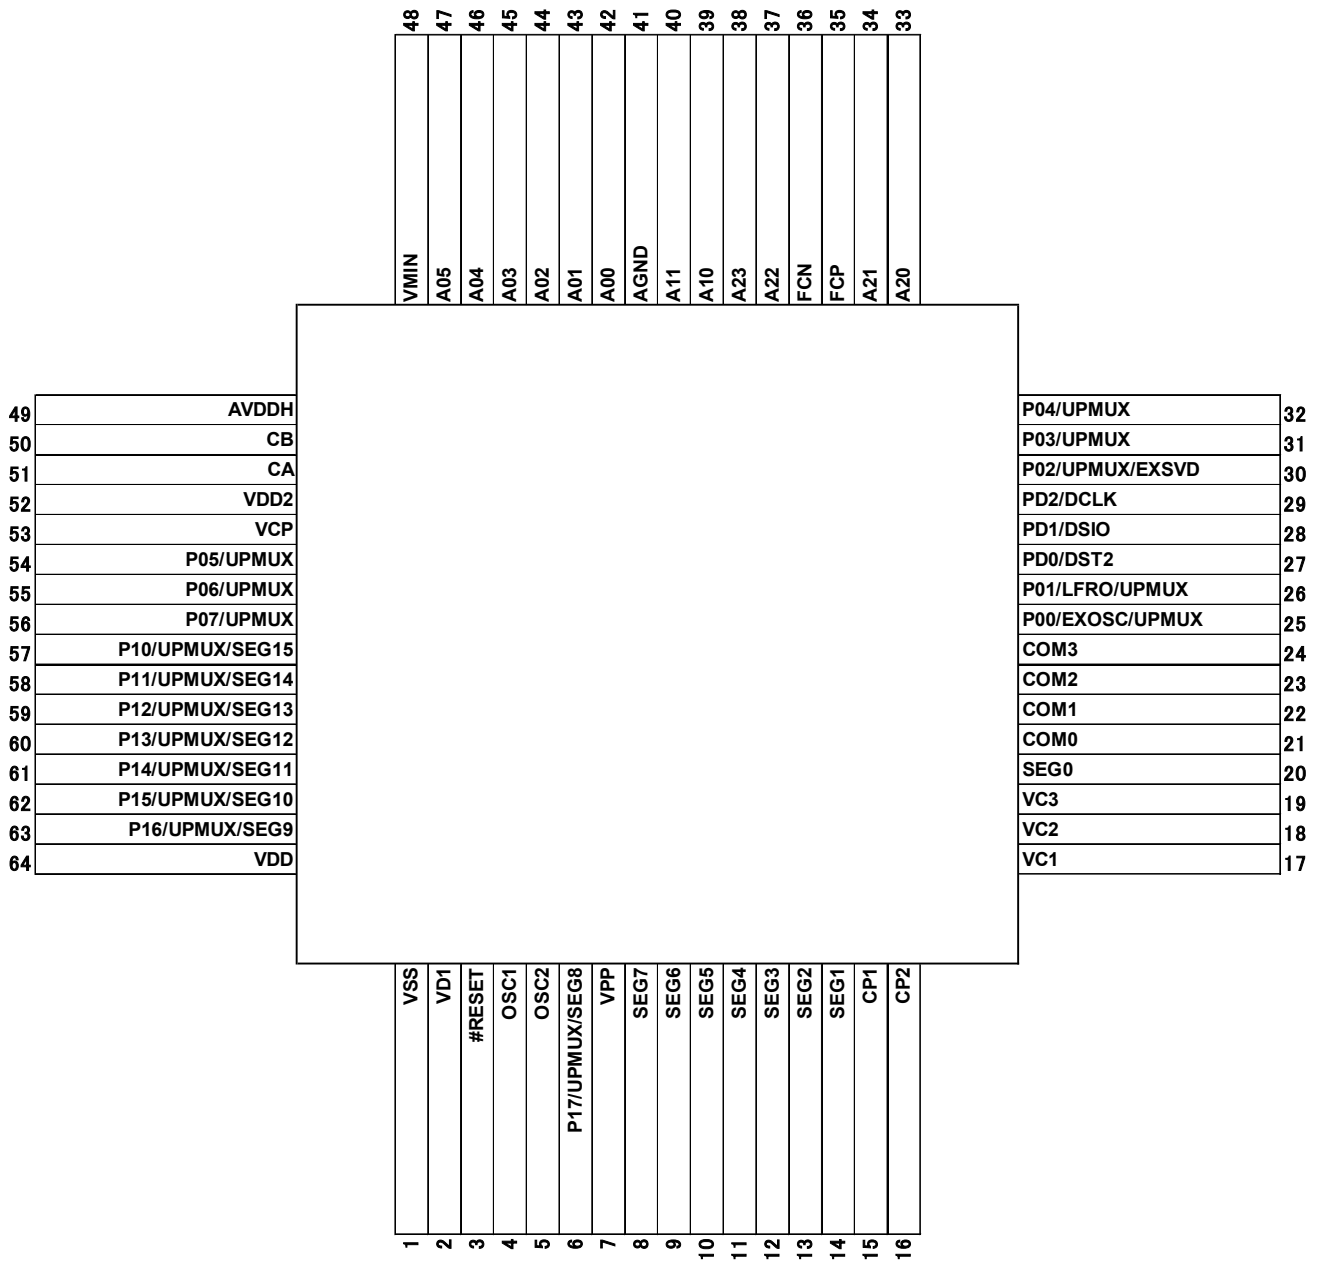 48 47 46 45 44 43 42 41 40 39 38 37 36 35 34 33
VMIN A05 A04 A03 A02 A01 A00 AGND A11 A10 A23 A22 FCN FCP A21 A20
49 AVDDH
50 CB
51 CA
52 VDD2
53 VCP
54 P05/UPMUX
55 P06/UPMUX
56 P07/UPMUX
57 P10/UPMUX/SEG15
58 P11/UPMUX/SEG14
59 P12/UPMUX/SEG13
60 P13/UPMUX/SEG12
61 P14/UPMUX/SEG11
62 P15/UPMUX/SEG10
63 P16/UPMUX/SEG9
64 VDD
P04/UPMUX 32
P03/UPMUX 31
P02/UPMUX/EXSVD 30
PD2/DCLK 29
PD1/DSIO 28
PD0/DST2 27
P01/LFRO/UPMUX 26
P00/EXOSC/UPMUX 25
COM3 24
COM2 23
COM1 22
COM0 21
SEG0 20
VC3 19
VC2 18
VC1 17
VSS VD1 #RESET OSC1 OSC2 P17/UPMUX/SEG8 VPP SEG7 SEG6 SEG5 SEG4 SEG3 SEG2 SEG1 CP1 CP2
1 2 3 4 5 6 7 8 9 10 11 12 13 14 15 16